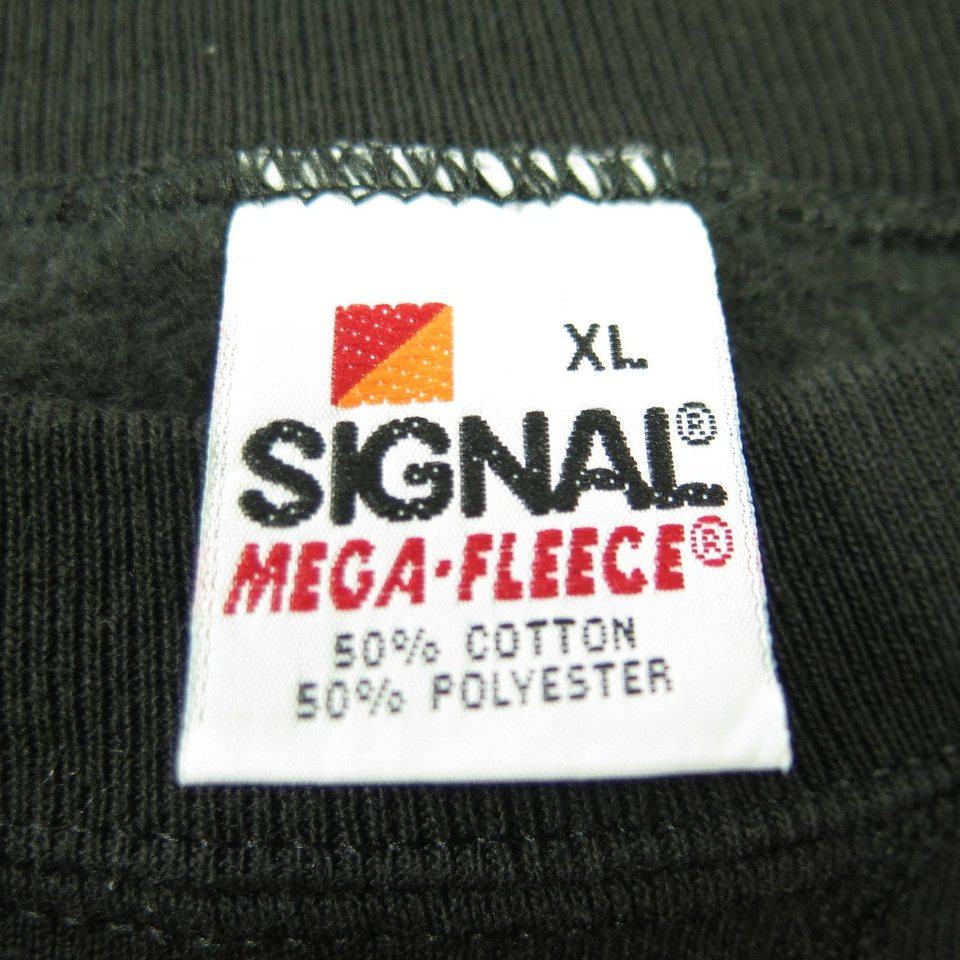 XL
SIGNAL®
MEGA·FLEECE®
50% COTTON
50% POLYESTER